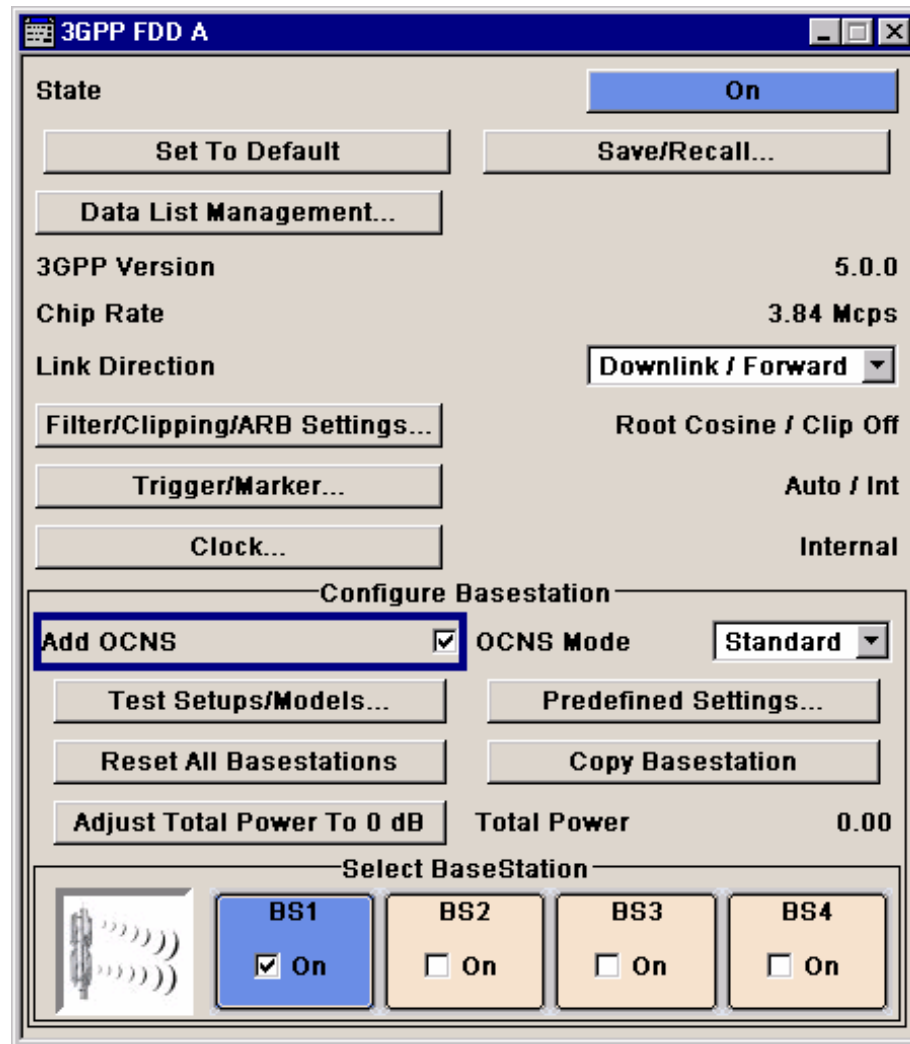 3GPP FDD A
State On
Set To Default Save/Recall...
Data List Management...
3GPP Version 5.0.0
Chip Rate 3.84 Mcps
Link Direction Downlink / Forward
Filter/Clipping/ARB Settings... Root Cosine / Clip Off
Trigger/Marker... Auto / Int
Clock... Internal
Configure Basestation
Add OCNS OCNS Mode Standard
Test Setups/Models... Predefined Settings...
Reset All Basestations Copy Basestation
Adjust Total Power To 0 dB Total Power 0.00
Select BaseStation
BS1 BS2 BS3 BS4
On On On On